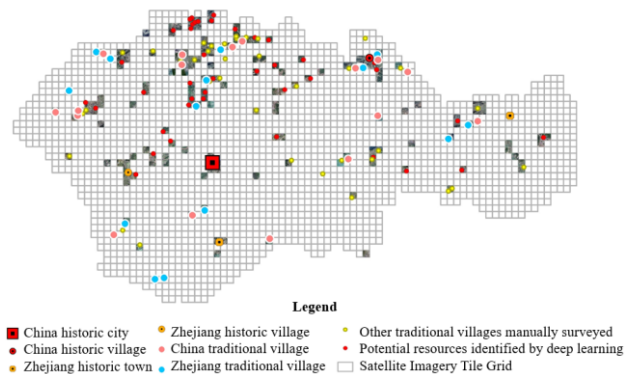 Legend
China historic city
China historic village
Zhejiang historic town
Zhejiang historic village
China traditional village
Zhejiang traditional village
Other traditional villages manually surveyed
Potential resources identified by deep learning
Satellite Imagery Tile Grid